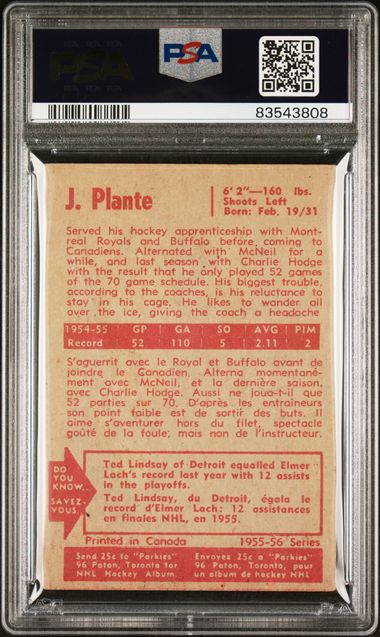 PSA
PSA
83543808
J. Plante
6' 2"—160 lbs.
Shoots Left
Born: Feb. 19/31
Served his hockey apprenticeship with Mont-
real Royals and Buffalo before coming to
Canadiens. Alternated with McNeil for a
while, and last season with Charlie Hodge
with the result that he only played 52 games
of the 70 game schedule. His biggest trouble,
according to the coaches, is his reluctance to
stay in his cage. He likes to wander all
over the ice, giving the coach a headache
1954-55 GP GA SO AVG PIM
Record 52 110 5 2.11 2
S'aguerrit avec le Royal et Buffalo avant de
joindre le Canadien. Alterna momentané-
ment avec McNeil, et la dernière saison,
avec Charlie Hodge. Aussi ne joua-t-il que
52 parties sur 70. D'après les entraîneurs
son point faible est de sortir des buts. Il
aime s'aventurer hors du filet, spectacle
goûté de la foule; mais non de l'instructeur.
DO
YOU
KNOW.
SAVEZ-
VOUS.
Ted Lindsay of Detroit equalled Elmer
Lach's record last year with 12 assists
in the playoffs.
Ted Lindsay, du Detroit, égala le
record d'Elmer Lach: 12 assistances
en finales NHL, en 1955.
Printed in Canada 1955-56 Series
Send 25c to "Parkies"
96 Paton, Toronto for
NHL Hockey Album.
Envoyez 25c a "Parkies"
96 Paton, Toronto, pour
un album de hockey NHL.